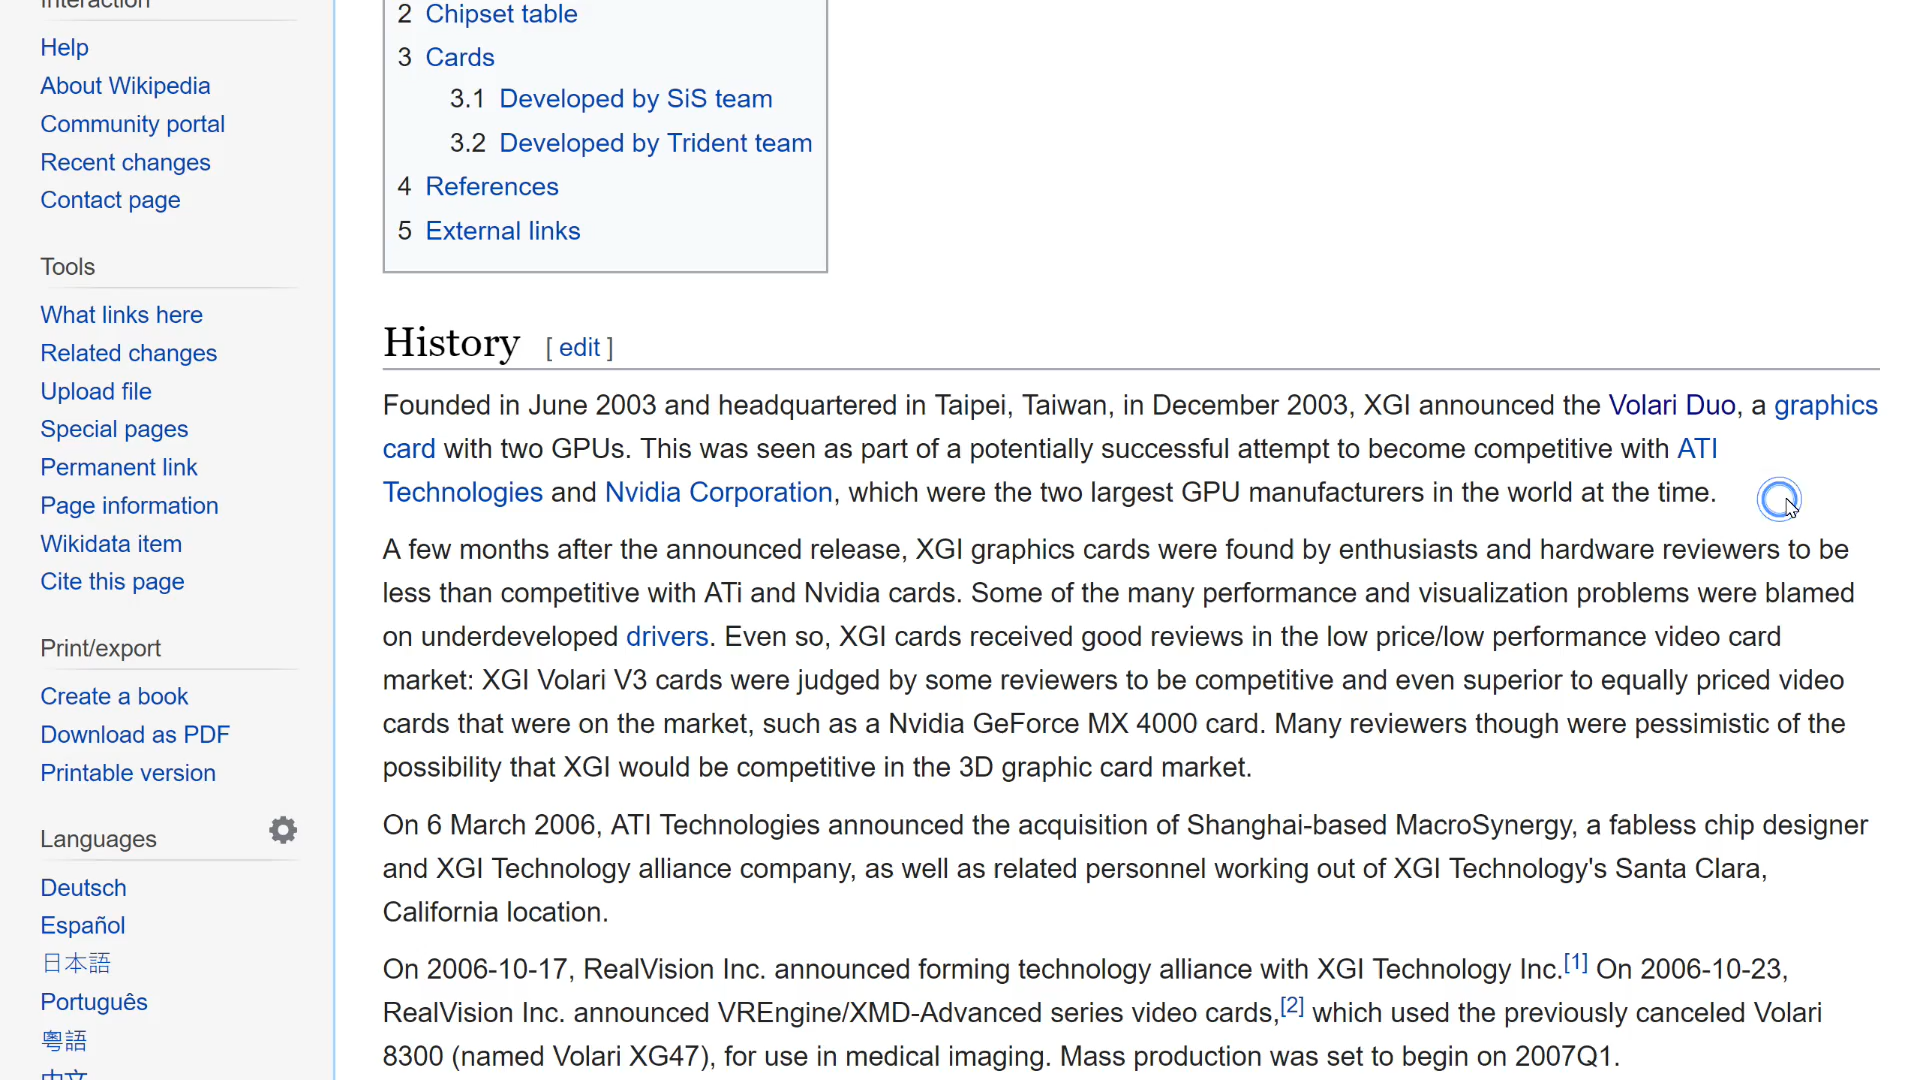 Interaction
Help
About Wikipedia
Community portal
Recent changes
Contact page
Tools
What links here
Related changes
Upload file
Special pages
Permanent link
Page information
Wikidata item
Cite this page
Print/export
Create a book
Download as PDF
Printable version
Languages
Deutsch
Español
日本語
Português
粵語
中文
2 Chipset table
3 Cards
3.1 Developed by SiS team
3.2 Developed by Trident team
4 References
5 External links
History [ edit ]
Founded in June 2003 and headquartered in Taipei, Taiwan, in December 2003, XGI announced the Volari Duo, a graphics
card with two GPUs. This was seen as part of a potentially successful attempt to become competitive with ATI
Technologies and Nvidia Corporation, which were the two largest GPU manufacturers in the world at the time.
A few months after the announced release, XGI graphics cards were found by enthusiasts and hardware reviewers to be
less than competitive with ATi and Nvidia cards. Some of the many performance and visualization problems were blamed
on underdeveloped drivers. Even so, XGI cards received good reviews in the low price/low performance video card
market: XGI Volari V3 cards were judged by some reviewers to be competitive and even superior to equally priced video
cards that were on the market, such as a Nvidia GeForce MX 4000 card. Many reviewers though were pessimistic of the
possibility that XGI would be competitive in the 3D graphic card market.
On 6 March 2006, ATI Technologies announced the acquisition of Shanghai-based MacroSynergy, a fabless chip designer
and XGI Technology alliance company, as well as related personnel working out of XGI Technology's Santa Clara,
California location.
On 2006-10-17, RealVision Inc. announced forming technology alliance with XGI Technology Inc.[1] On 2006-10-23,
RealVision Inc. announced VREngine/XMD-Advanced series video cards,[2] which used the previously canceled Volari
8300 (named Volari XG47), for use in medical imaging. Mass production was set to begin on 2007Q1.